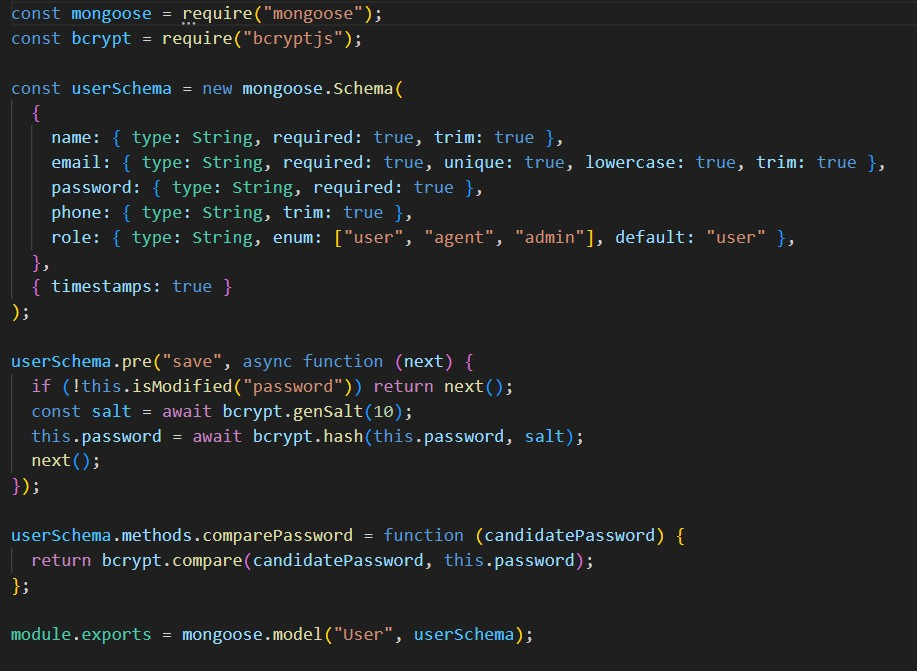 const mongoose = require("mongoose");
const bcrypt = require("bcryptjs");

const userSchema = new mongoose.Schema(
  {
    name: { type: String, required: true, trim: true },
    email: { type: String, required: true, unique: true, lowercase: true, trim: true },
    password: { type: String, required: true },
    phone: { type: String, trim: true },
    role: { type: String, enum: ["user", "agent", "admin"], default: "user" },
  },
  { timestamps: true }
);

userSchema.pre("save", async function (next) {
  if (!this.isModified("password")) return next();
  const salt = await bcrypt.genSalt(10);
  this.password = await bcrypt.hash(this.password, salt);
  next();
});

userSchema.methods.comparePassword = function (candidatePassword) {
  return bcrypt.compare(candidatePassword, this.password);
};

module.exports = mongoose.model("User", userSchema);